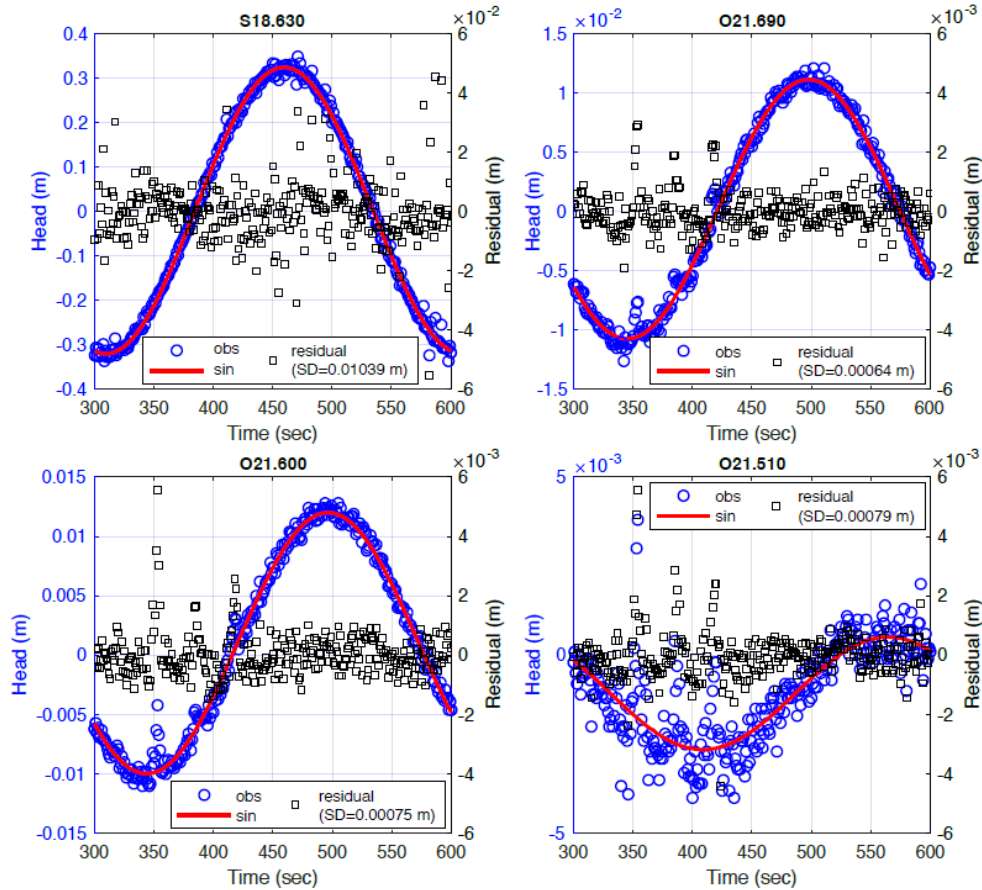 S18.630
×10⁻²
0.4
0.3
0.2
0.1
0
-0.1
-0.2
-0.3
-0.4
Head (m)
6
4
2
0
-2
-4
-6
Residual (m)
obs
sin
residual
(SD=0.01039 m)
300 350 400 450 500 550 600
Time (sec)
O21.690
×10⁻²
×10⁻³
1.5
1
0.5
0
-0.5
-1
-1.5
Head (m)
6
4
2
0
-2
-4
-6
Residual (m)
obs
sin
residual
(SD=0.00064 m)
300 350 400 450 500 550 600
Time (sec)
O21.600
×10⁻³
0.015
0.01
0.005
0
-0.005
-0.01
-0.015
Head (m)
6
4
2
0
-2
-4
-6
Residual (m)
obs
sin
residual
(SD=0.00075 m)
300 350 400 450 500 550 600
Time (sec)
O21.510
×10⁻³
×10⁻³
5
0
-5
Head (m)
6
4
2
0
-2
-4
-6
Residual (m)
obs
sin
residual
(SD=0.00079 m)
300 350 400 450 500 550 600
Time (sec)